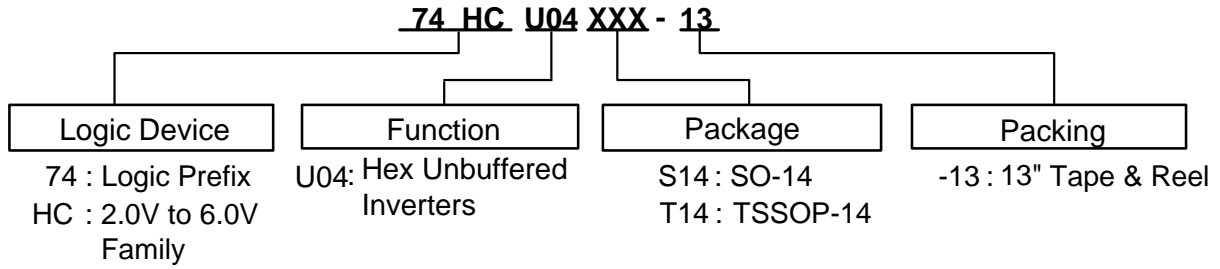 74 HC U04 XXX - 13
Logic Device
Function
Package
Packing
74 : Logic Prefix
HC : 2.0V to 6.0V
Family
U04: Hex Unbuffered
Inverters
S14 : SO-14
T14 : TSSOP-14
-13 : 13" Tape & Reel